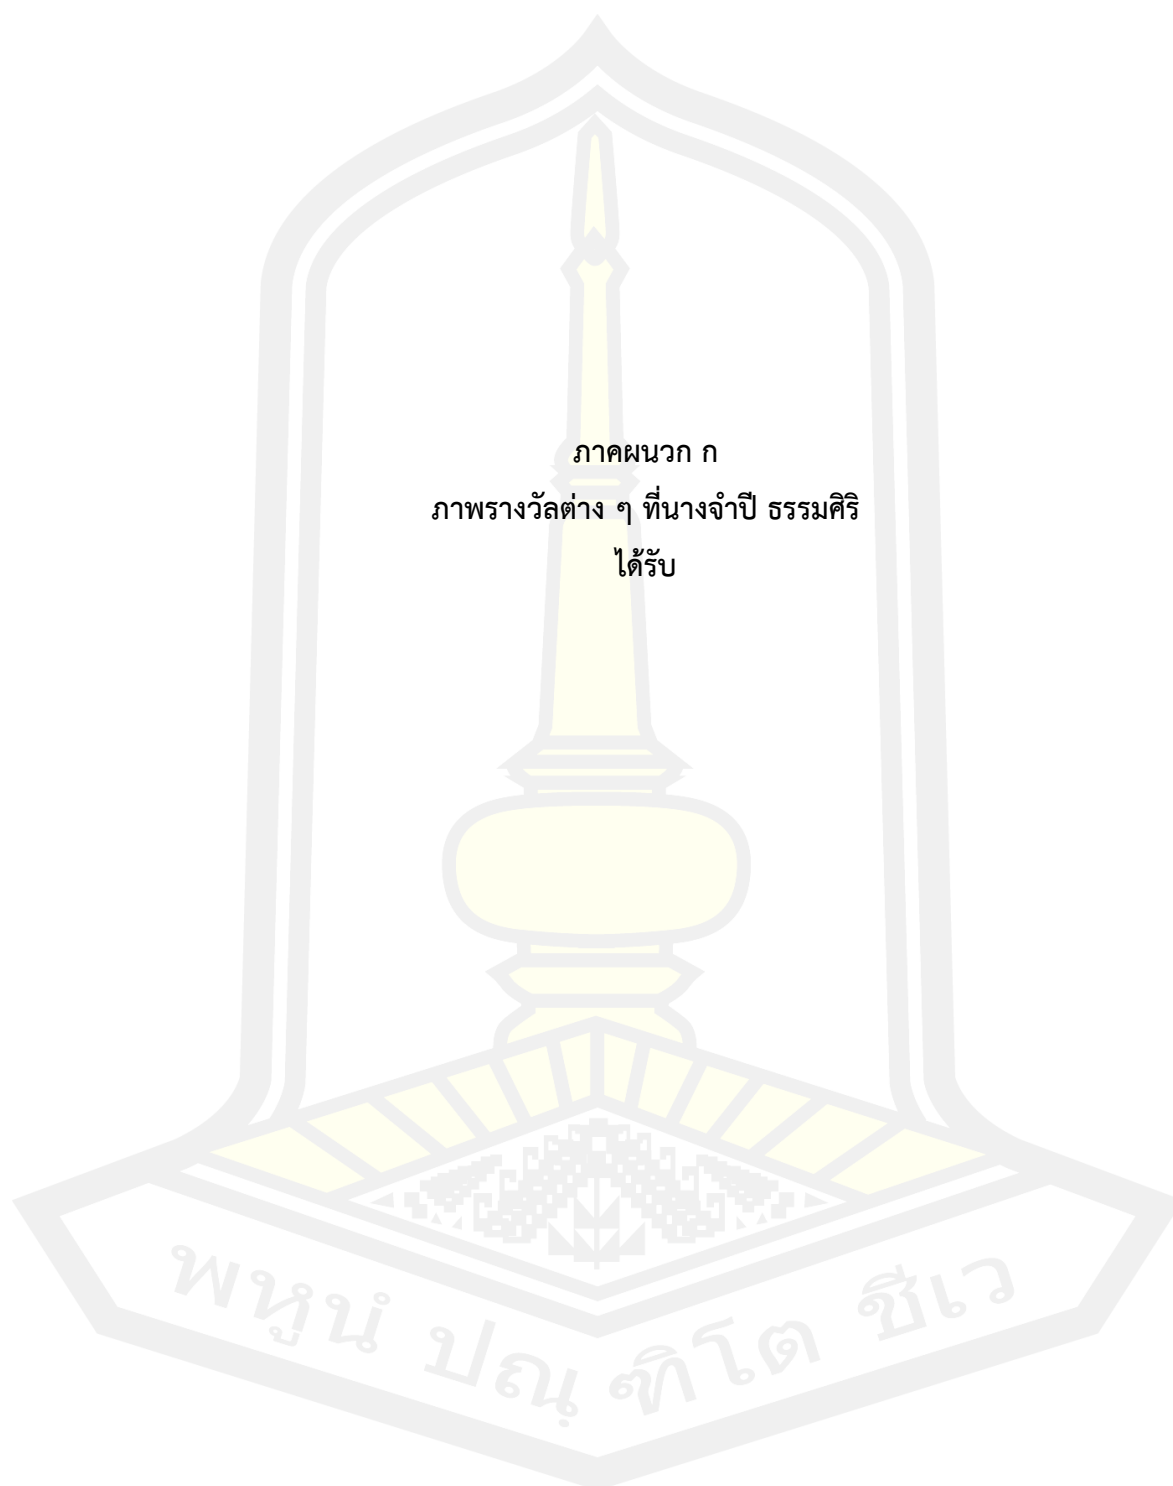 ภาคผนวก ก
ภาพรางวัลต่าง ๆ ที่นางจำปี ธรรมศิริ
ได้รับ
พหูนํ ปณฺฑิโต ชีเว